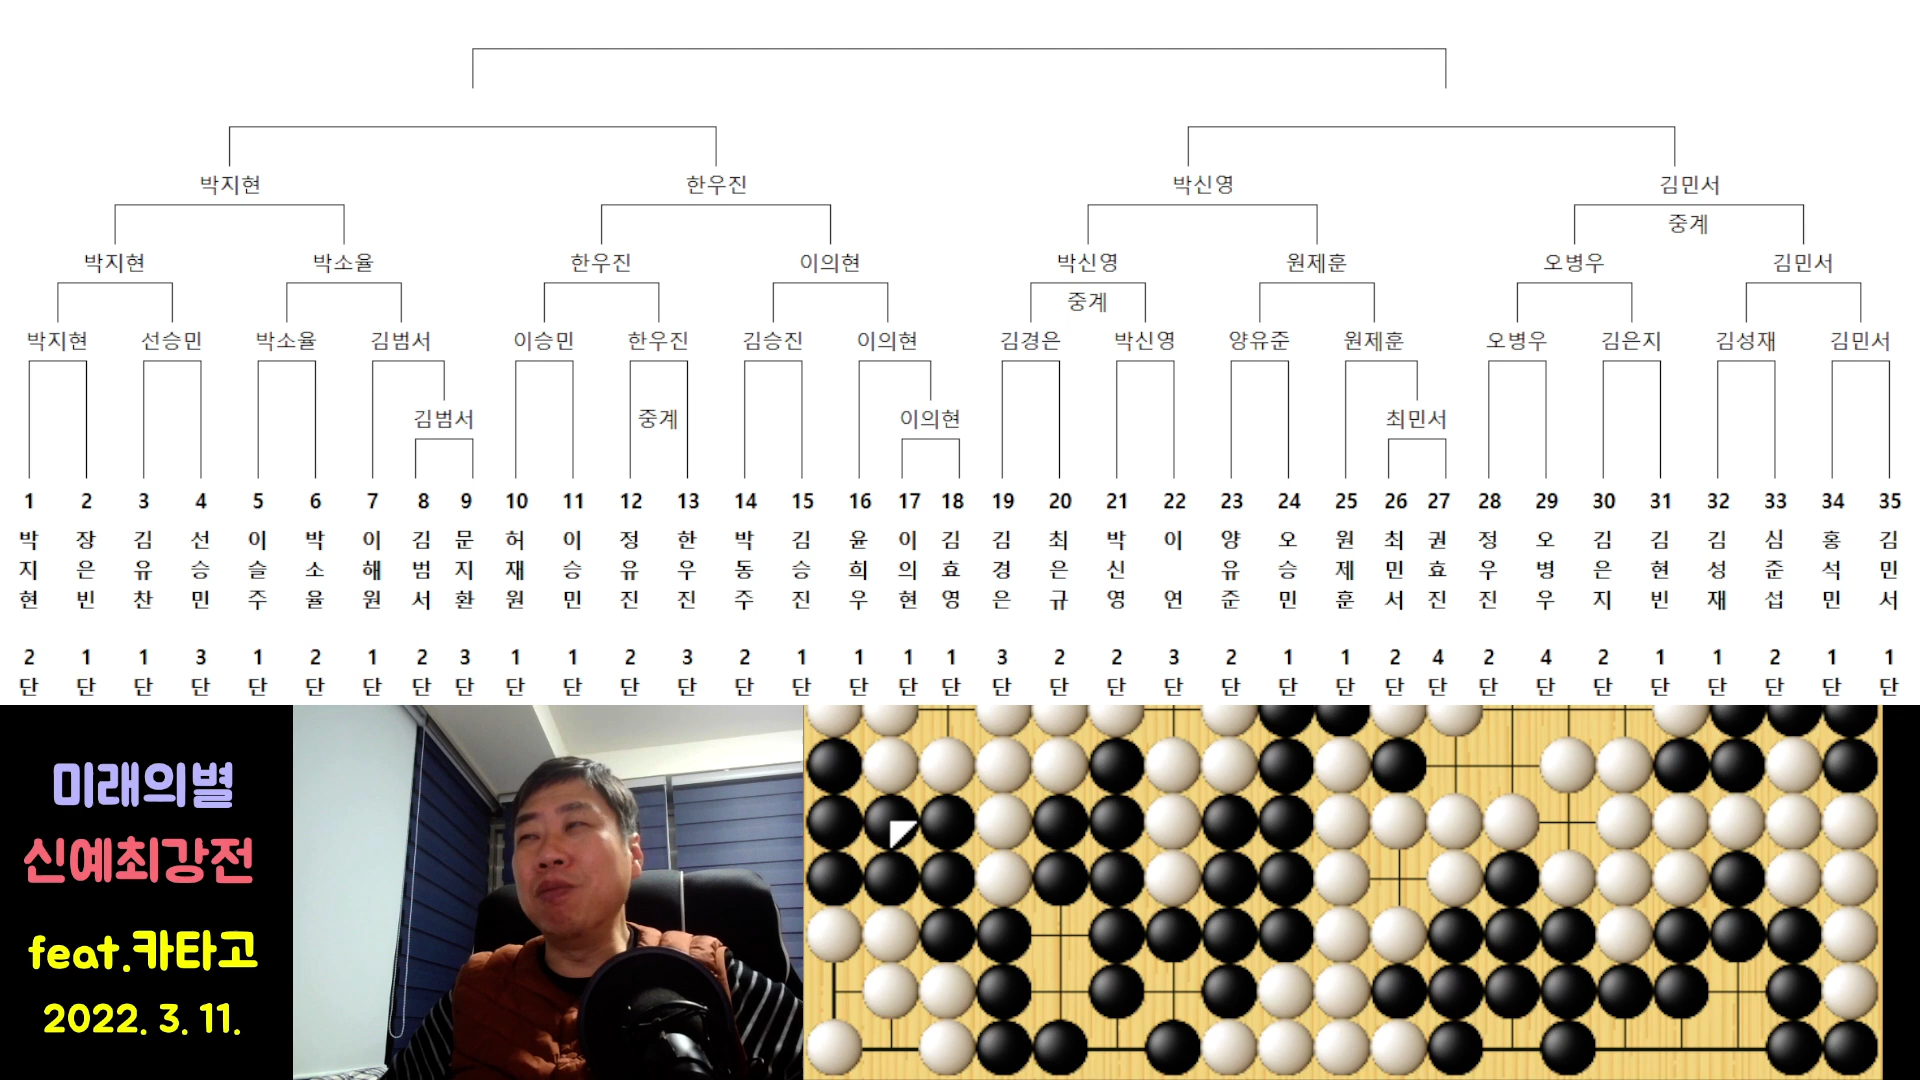 박지현 한우진 박신영 김민서
중계
박지현 박소율 한우진 이의현 박신영 원제훈 오병우 김민서
중계
박지현 선승민 박소율 김범서 이승민 한우진 김승진 이의현 김경은 박신영 양유준 원제훈 오병우 김은지 김성재 김민서
김범서 중계 이의현 최민서
1 2 3 4 5 6 7 8 9 10 11 12 13 14 15 16 17 18 19 20 21 22 23 24 25 26 27 28 29 30 31 32 33 34 35
박지현 장은빈 김유찬 선승민 이슬주 박소율 이해원 김범서 문지환 허재원 이승민 정유진 한우진 박동주 김승진 윤희우 이의현 김효영 김경은 최은규 박신영 이연 양유준 오승민 원제훈 최민서 권효진 정우진 오병우 김은지 김현빈 김성재 심준섭 홍석민 김민서
2단 1단 1단 3단 1단 2단 1단 2단 3단 1단 1단 2단 3단 2단 1단 1단 1단 1단 3단 2단 2단 3단 2단 1단 1단 2단 4단 2단 4단 2단 1단 1단 2단 1단 1단
미래의별
신예최강전
feat.카타고
2022. 3. 11.